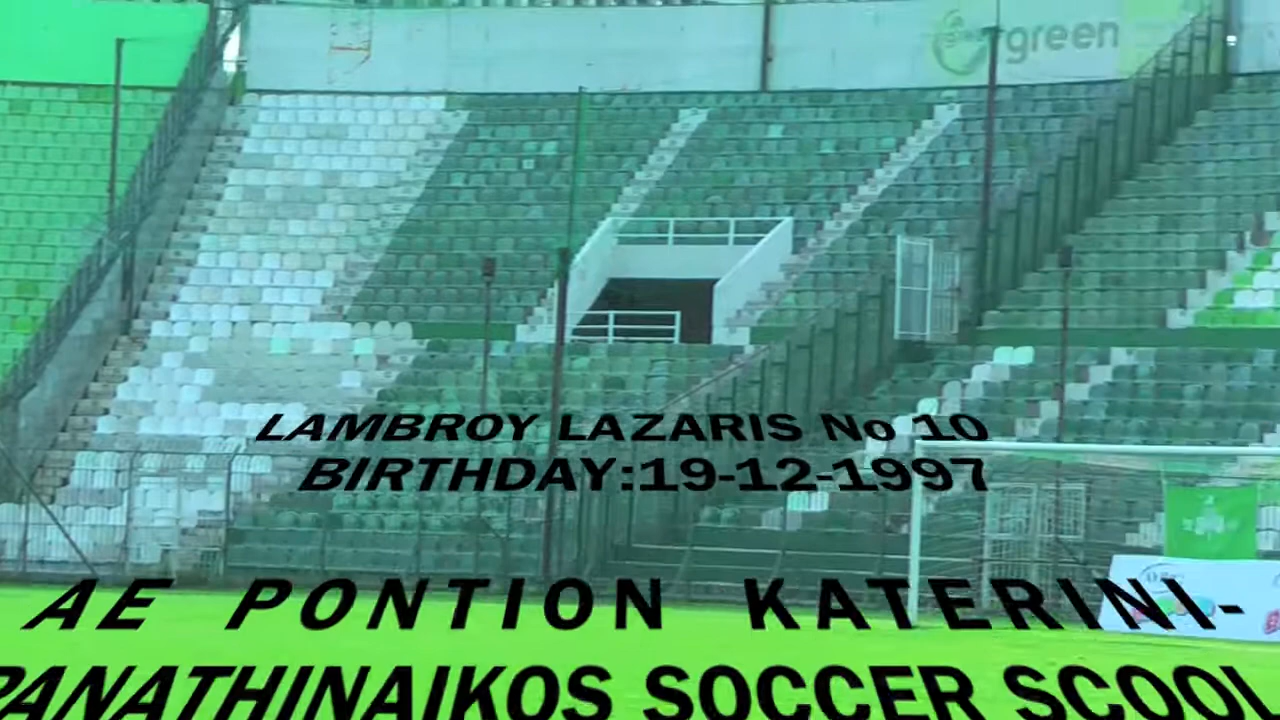 green
LAMBROY LAZARIS No 10
BIRTHDAY:19-12-1997
AE PONTION KATERINI-
PANATHINAIKOS SOCCER SCOOL